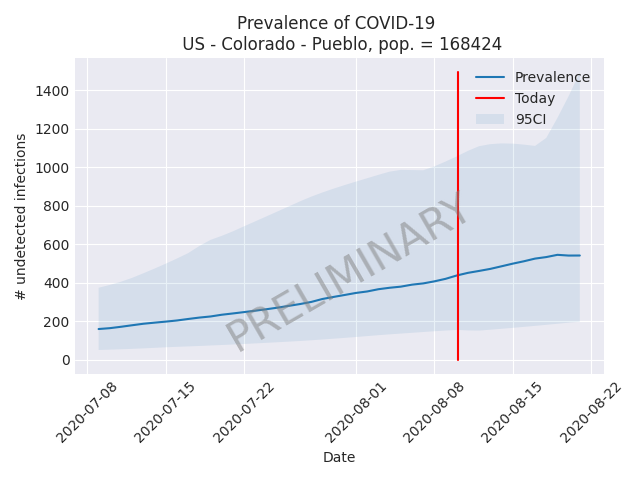 Prevalence of COVID-19
US - Colorado - Pueblo, pop. = 168424
# undetected infections
1400
1200
1000
800
600
400
200
0
Prevalence
Today
95CI
PRELIMINARY
2020-07-08
2020-07-15
2020-07-22
2020-08-01
2020-08-08
2020-08-15
2020-08-22
Date